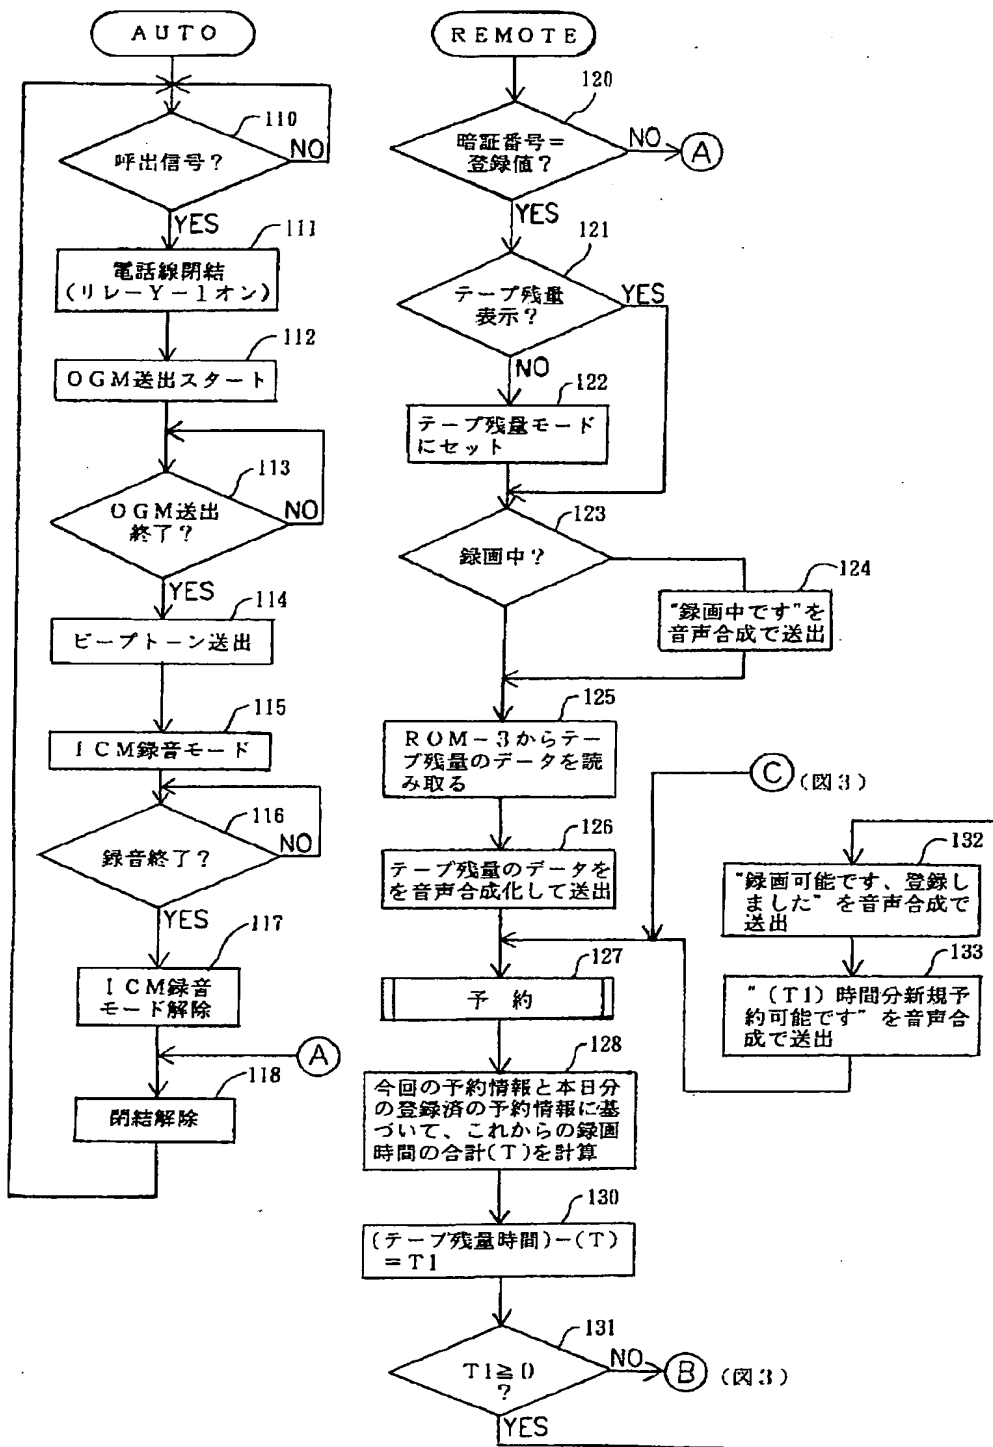 AUTO
110
呼出信号?
NO
YES
111
電話線閉結
(リレーY-1オン)
112
OGM送出スタート
113
OGM送出
終了?
NO
YES
114
ビープトーン送出
115
ICM録音モード
116
録音終了?
NO
YES
117
ICM録音
モード解除
A
118
閉結解除
REMOTE
120
暗証番号=
登録値?
NO
A
YES
121
テープ残量
表示?
YES
NO
122
テープ残量モード
にセット
123
録画中?
124
"録画中です"を
音声合成で送出
125
ROM-3からテー
プ残量のデータを読
み取る
C
(図3)
126
テープ残量のデータを
を音声合成化して送出
127
予約
128
今回の予約情報と本日分
の登録済の予約情報に基
づいて、これからの録画
時間の合計(T)を計算
130
(テープ残量時間)-(T)
=T1
131
T1≧0
?
NO
B
(図3)
YES
132
"録画可能です、登録し
ました"を音声合成で
送出
133
"(T1)時間分新規予
約可能です"を音声合
成で送出